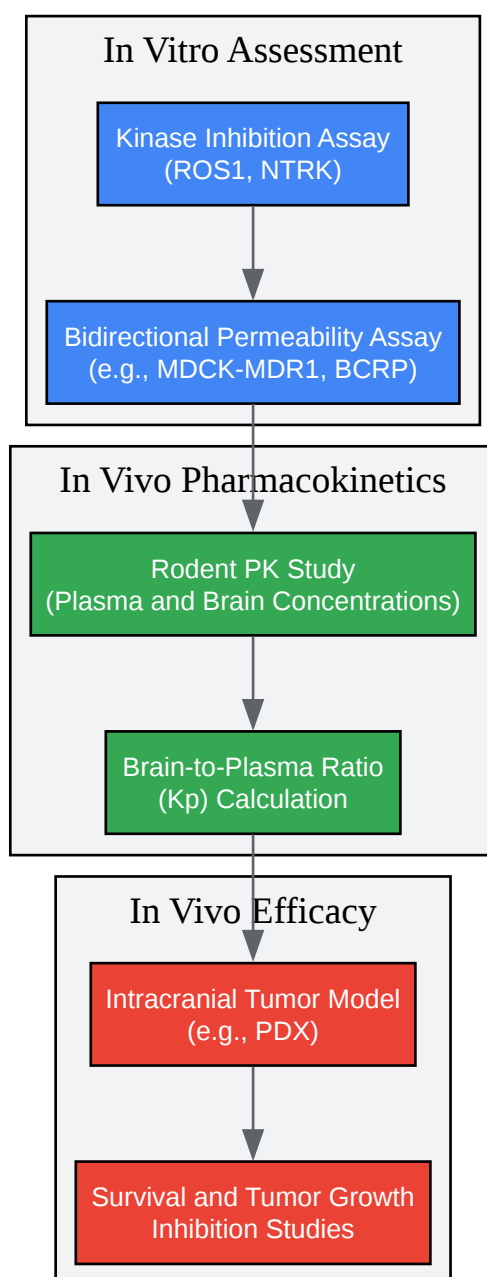 In Vitro Assessment
Kinase Inhibition Assay
(ROS1, NTRK)
Bidirectional Permeability Assay
(e.g., MDCK-MDR1, BCRP)
In Vivo Pharmacokinetics
Rodent PK Study
(Plasma and Brain Concentrations)
Brain-to-Plasma Ratio
(Kp) Calculation
In Vivo Efficacy
Intracranial Tumor Model
(e.g., PDX)
Survival and Tumor Growth
Inhibition Studies